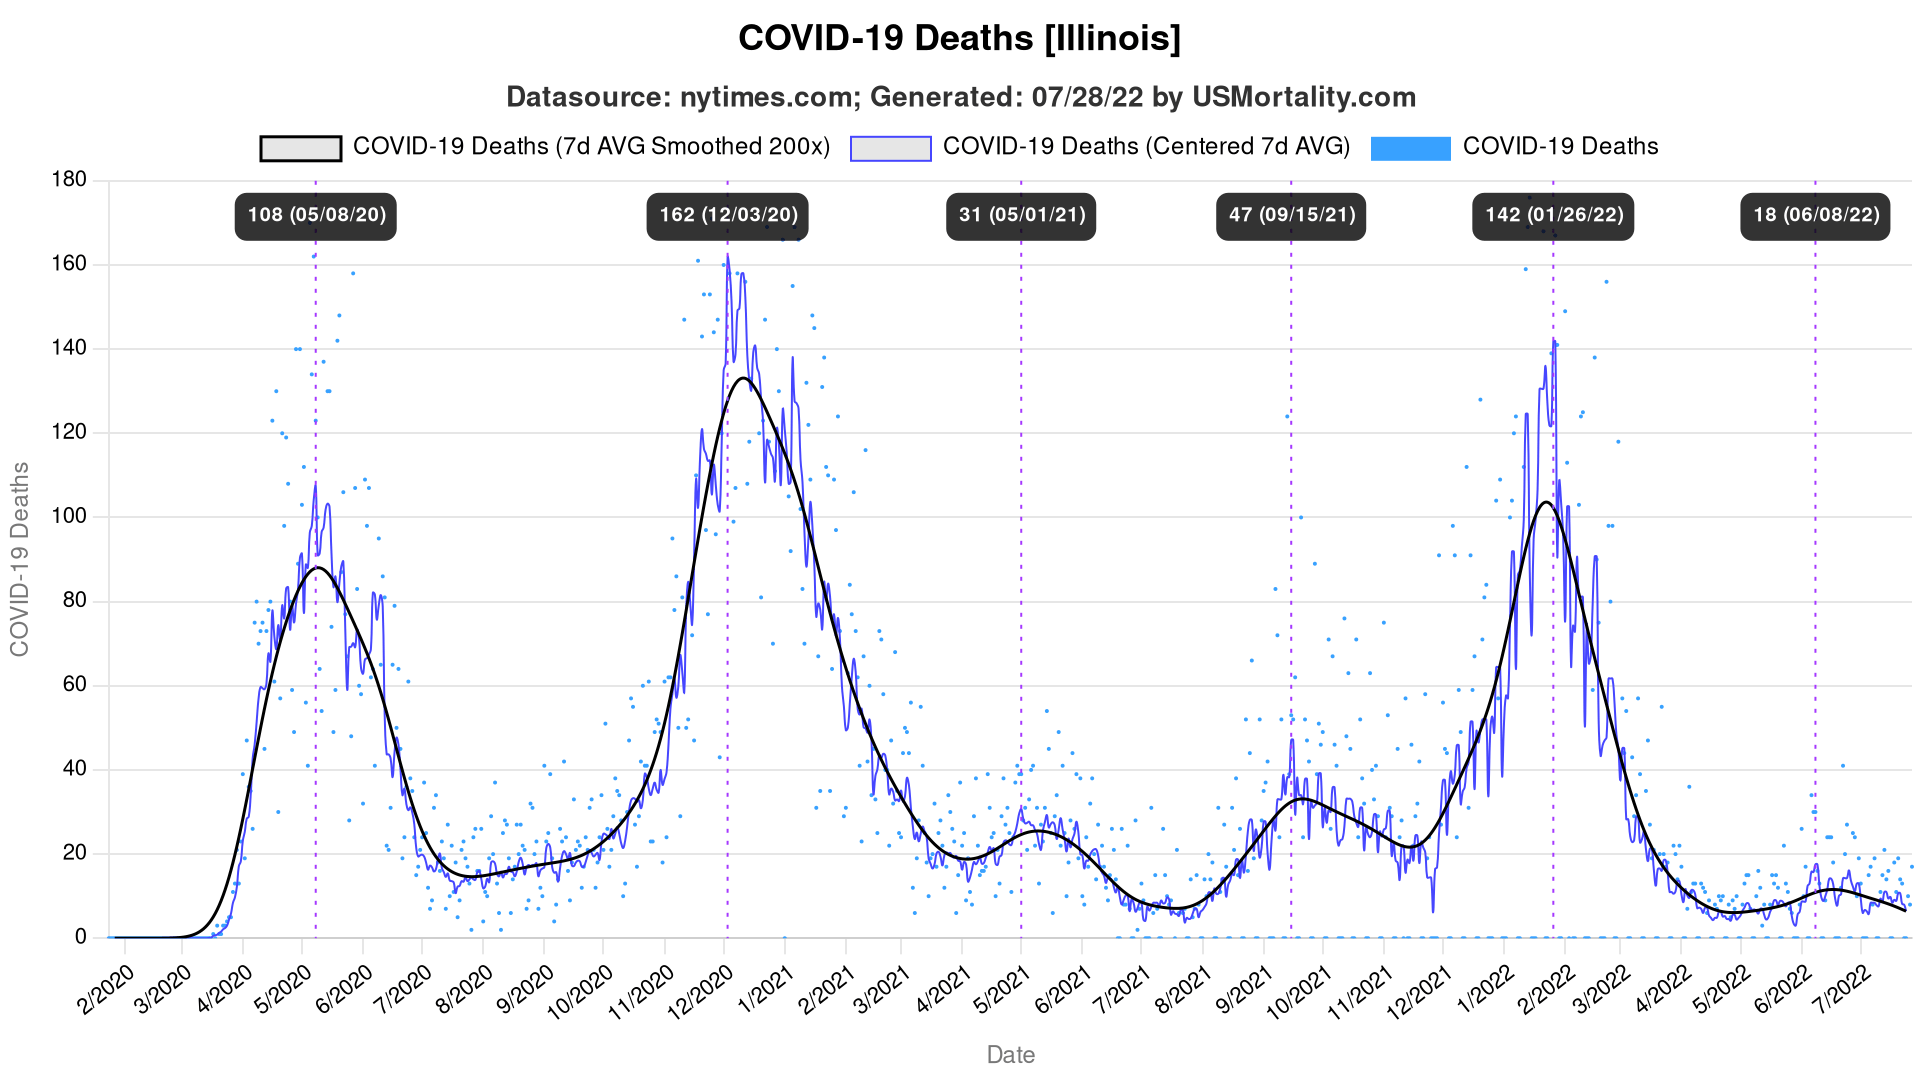 COVID-19 Deaths [Illinois]
Datasource: nytimes.com; Generated: 07/28/22 by USMortality.com
COVID-19 Deaths (7d AVG Smoothed 200x) COVID-19 Deaths (Centered 7d AVG) COVID-19 Deaths
180
108 (05/08/20) 162 (12/03/20) 31 (05/01/21) 47 (09/15/21) 142 (01/26/22) 18 (06/08/22)
160
140
120
100
80
60
40
20
0
COVID-19 Deaths
2/2020 3/2020 4/2020 5/2020 6/2020 7/2020 8/2020 9/2020 10/2020 11/2020 12/2020 1/2021 2/2021 3/2021 4/2021 5/2021 6/2021 7/2021 8/2021 9/2021 10/2021 11/2021 12/2021 1/2022 2/2022 3/2022 4/2022 5/2022 6/2022 7/2022
Date